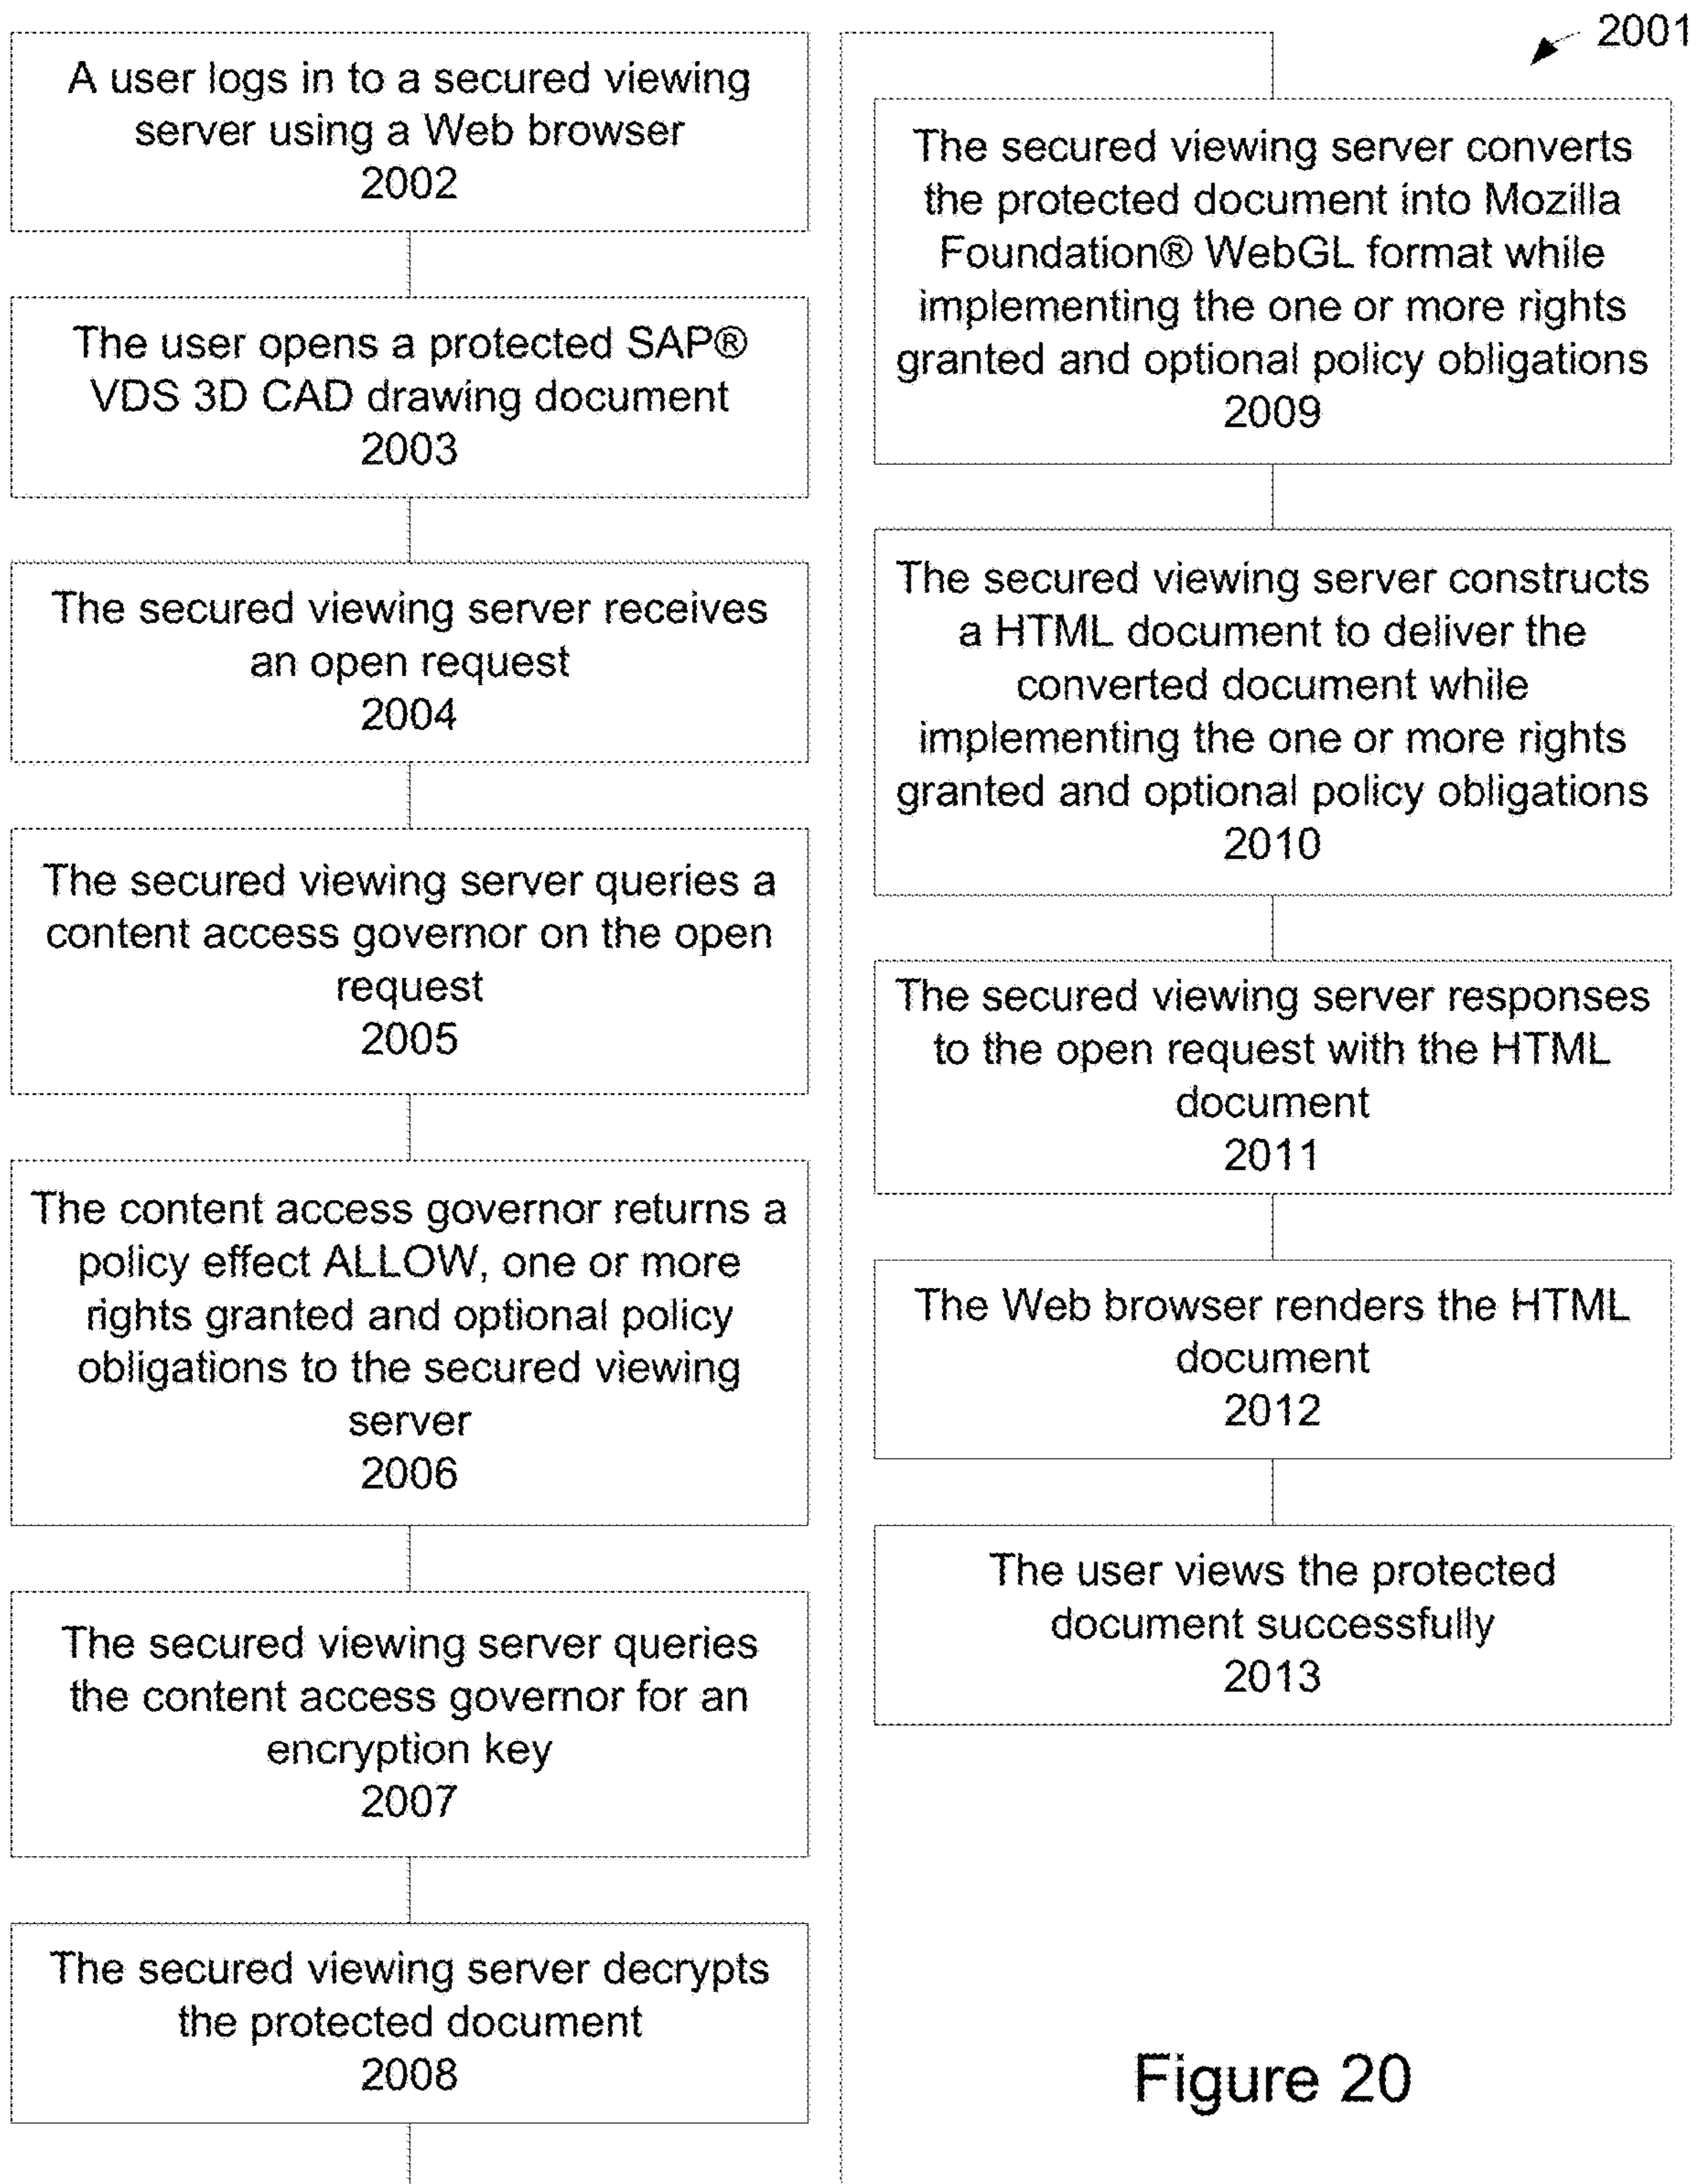 2001
A user logs in to a secured viewing
server using a Web browser
2002
The user opens a protected SAP®
VDS 3D CAD drawing document
2003
The secured viewing server receives
an open request
2004
The secured viewing server queries a
content access governor on the open
request
2005
The content access governor returns a
policy effect ALLOW, one or more
rights granted and optional policy
obligations to the secured viewing
server
2006
The secured viewing server queries
the content access governor for an
encryption key
2007
The secured viewing server decrypts
the protected document
2008
The secured viewing server converts
the protected document into Mozilla
Foundation® WebGL format while
implementing the one or more rights
granted and optional policy obligations
2009
The secured viewing server constructs
a HTML document to deliver the
converted document while
implementing the one or more rights
granted and optional policy obligations
2010
The secured viewing server responses
to the open request with the HTML
document
2011
The Web browser renders the HTML
document
2012
The user views the protected
document successfully
2013
Figure 20